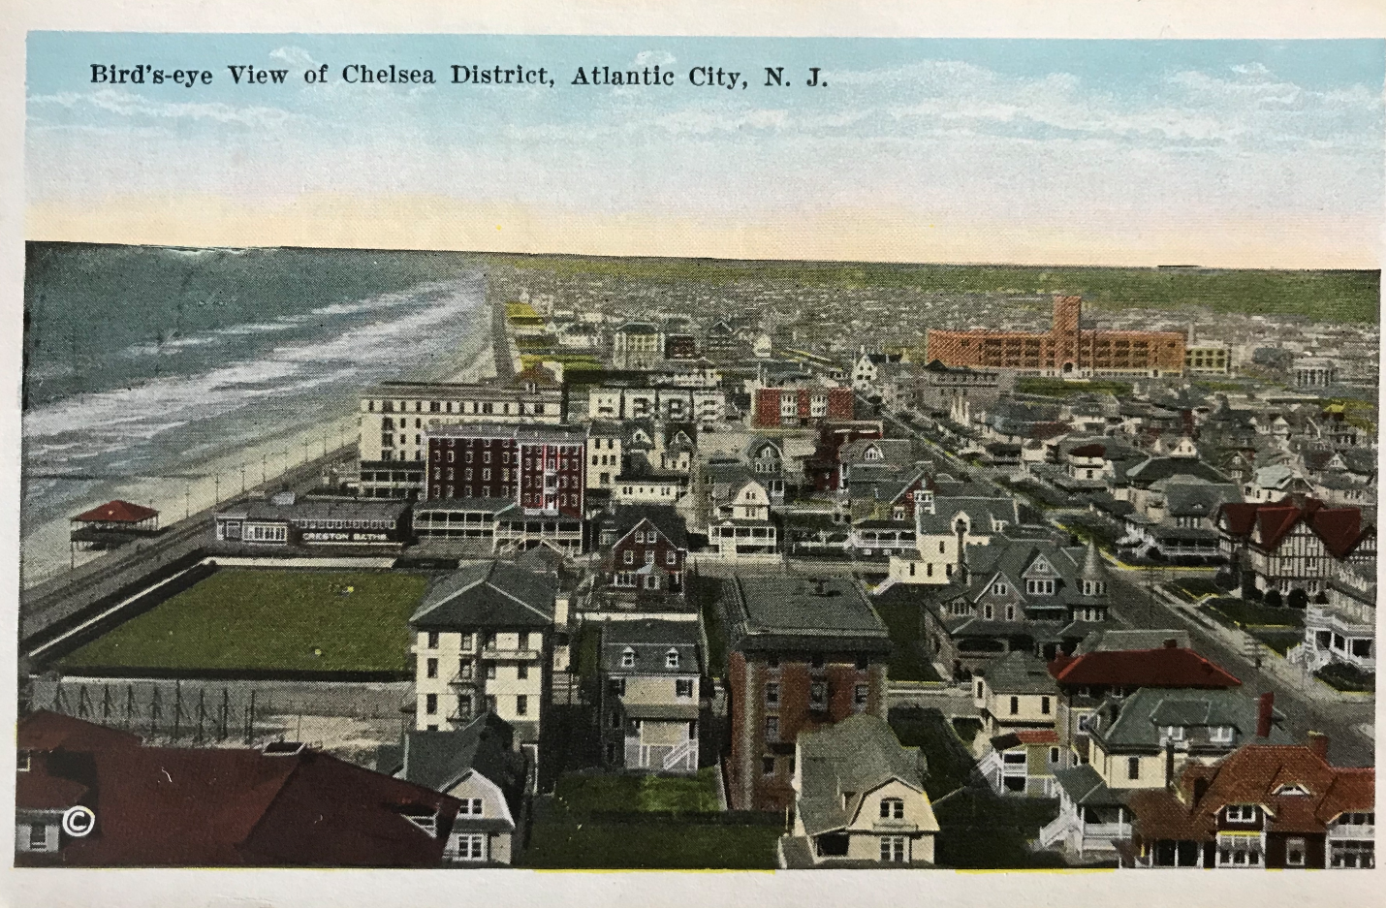 Bird's-eye View of Chelsea District, Atlantic City, N. J.
CRESTON BATHS
©